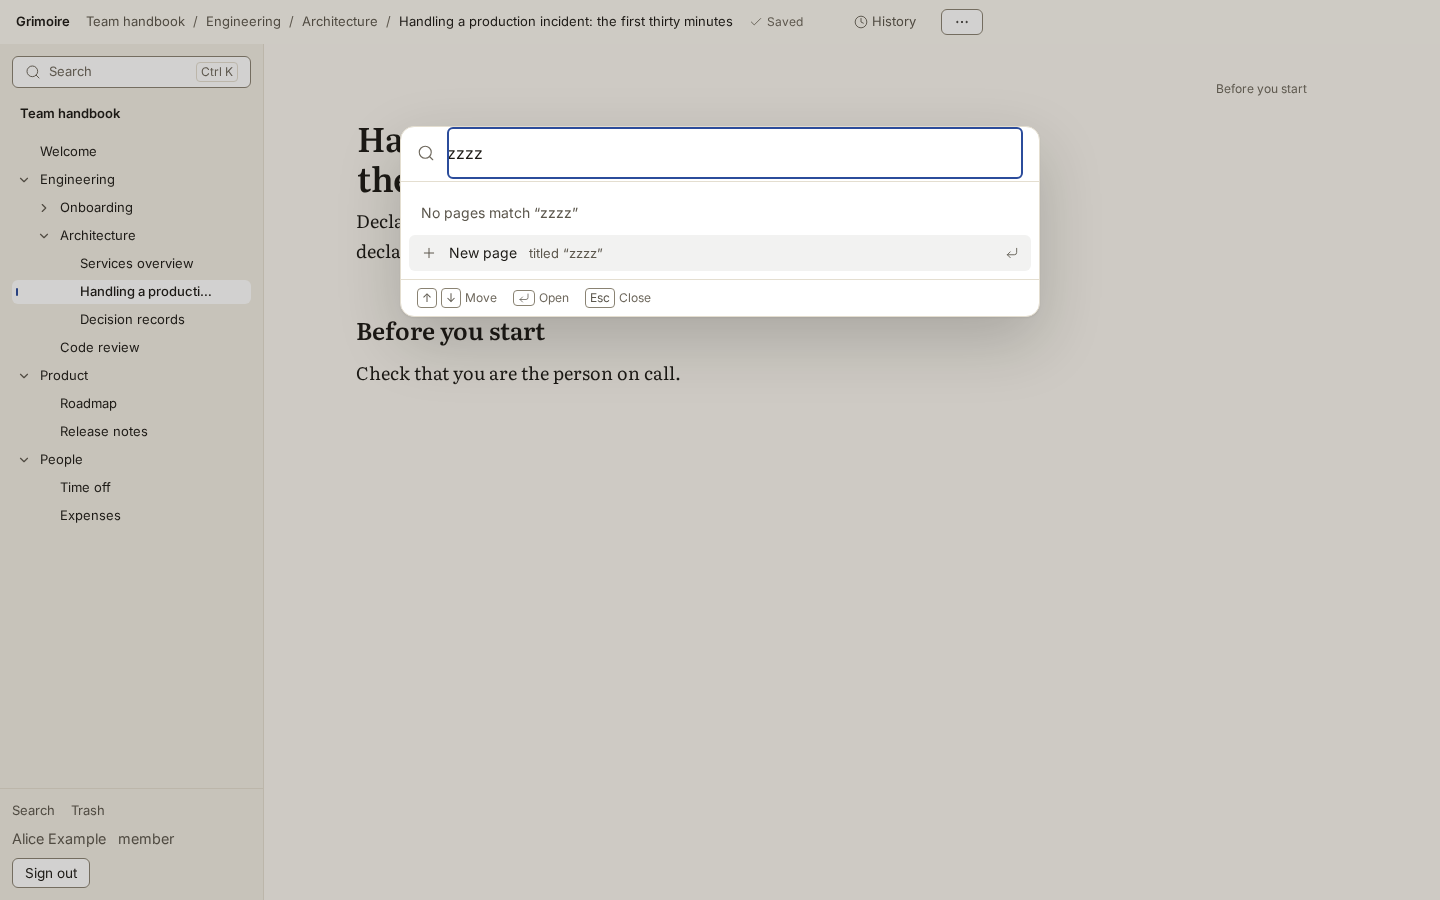 Grimoire Team handbook / Engineering / Architecture / Handling a production incident: the first thirty minutes Saved History ...
Search Ctrl K
Team handbook
Welcome
Engineering
Onboarding
Architecture
Services overview
Handling a producti...
Decision records
Code review
Product
Roadmap
Release notes
People
Time off
Expenses
Search Trash
Alice Example member
Sign out
Before you start
zzzz
No pages match “zzzz”
New page titled “zzzz”
Move Open Esc Close
Before you start
Check that you are the person on call.